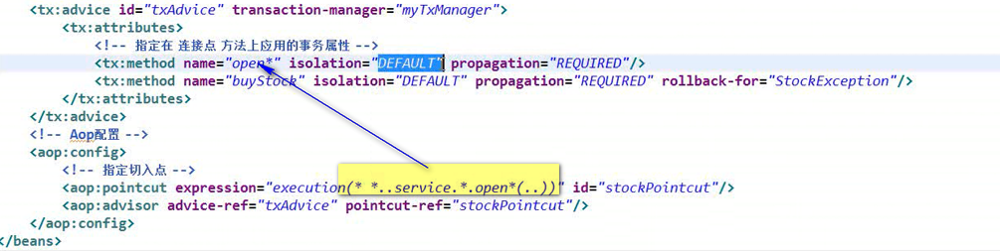 <tx:advice id="txAdvice" transaction-manager="myTxManager">
<tx:attributes>
<!-- 指定在 连接点 方法上应用的事务属性 -->
<tx:method name="open*" isolation="DEFAULT" propagation="REQUIRED"/>
<tx:method name="buyStock" isolation="DEFAULT" propagation="REQUIRED" rollback-for="StockException"/>
</tx:attributes>
</tx:advice>
<!-- Aop配置 -->
<aop:config>
<!-- 指定切入点 -->
<aop:pointcut expression="execution(* *..service.*.open*(..))" id="stockPointcut"/>
<aop:advisor advice-ref="txAdvice" pointcut-ref="stockPointcut"/>
</aop:config>
</beans>